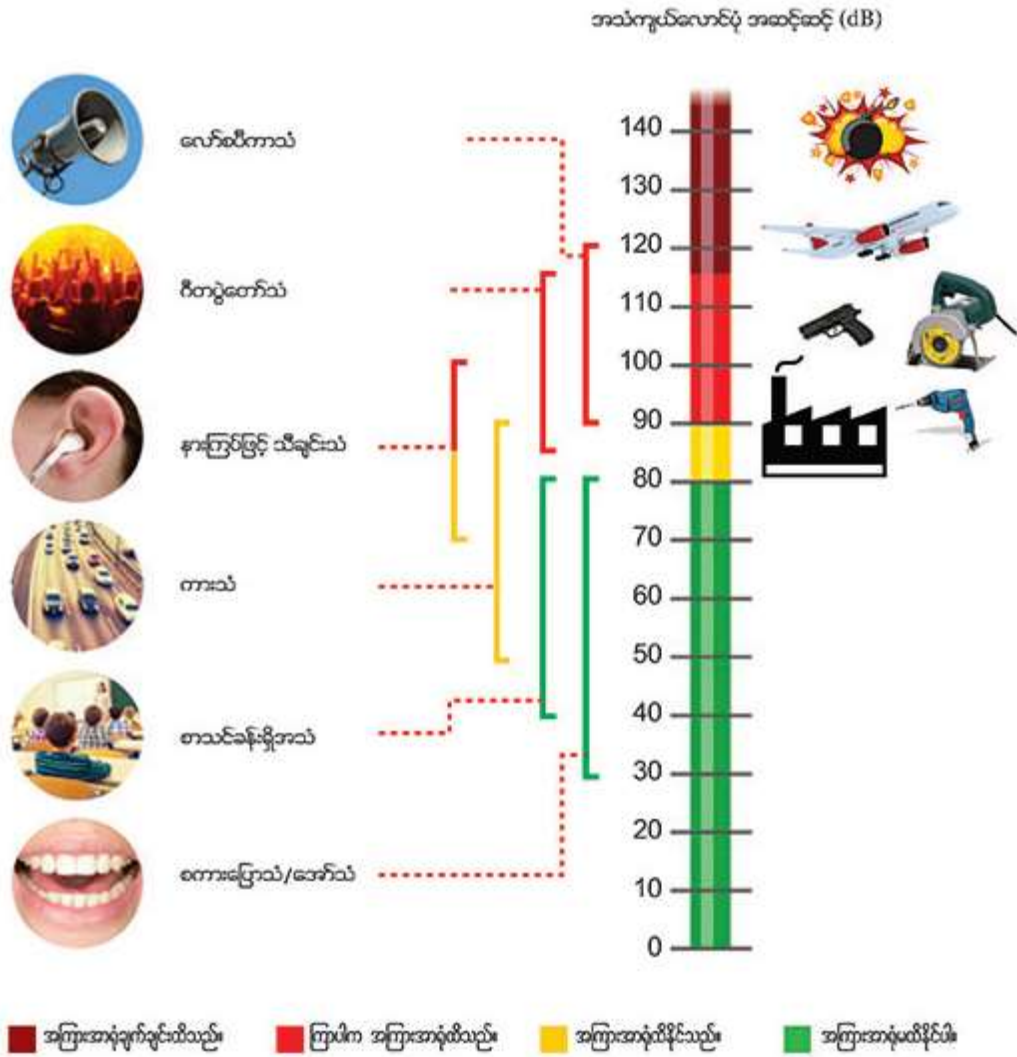 အသံကျယ်လောင်ပုံ အဆင့်ဆင့် (dB)
လော်စပီကာသံ
ဂီတပွဲတော်သံ
နားကြပ်ဖြင့် သီချင်းသံ
ကားသံ
စာသင်ခန်းရှိအသံ
စကားပြောသံ/အော်သံ
140
130
120
110
100
90
80
70
60
50
40
30
20
10
0
အကြားအာရုံချက်ချင်းထိသည်။
ကြာပါက အကြားအာရုံထိသည်။
အကြားအာရုံထိနိုင်သည်။
အကြားအာရုံမထိနိုင်ပါ။